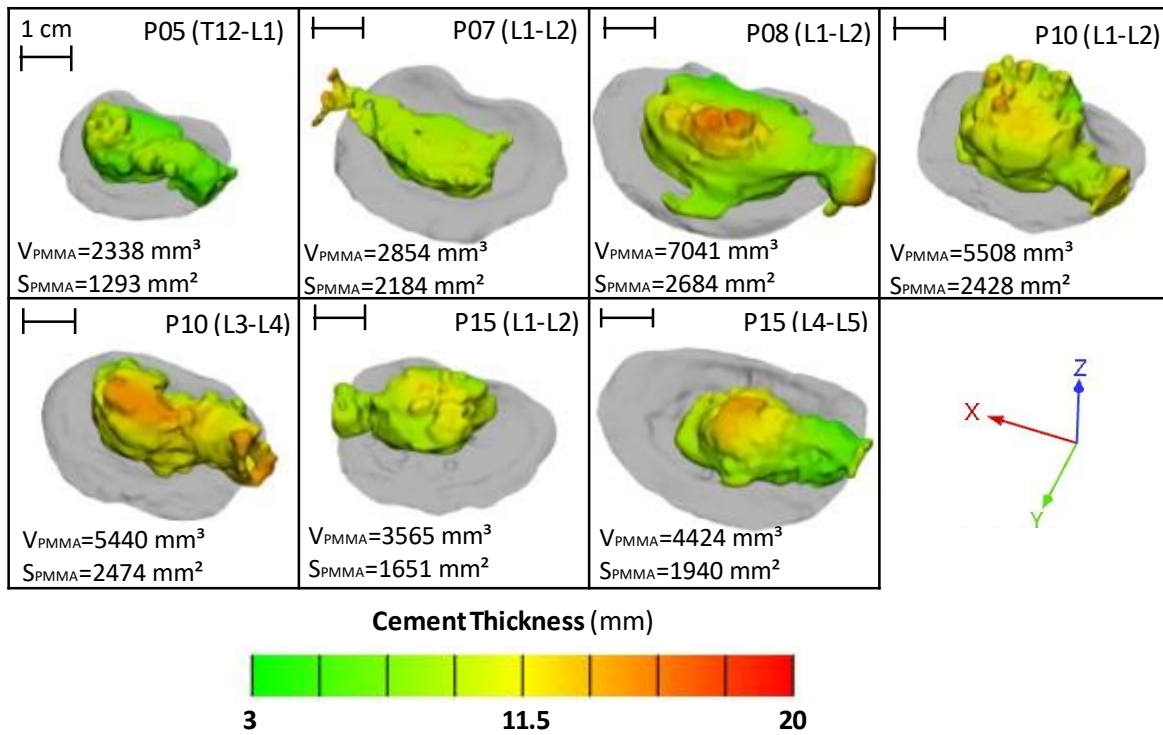 1 cm
P05 (T12-L1)
VPMMA=2338 mm³
SPMMA=1293 mm²
P07 (L1-L2)
VPMMA=2854 mm³
SPMMA=2184 mm²
P08 (L1-L2)
VPMMA=7041 mm³
SPMMA=2684 mm²
P10 (L1-L2)
VPMMA=5508 mm³
SPMMA=2428 mm²
P10 (L3-L4)
VPMMA=5440 mm³
SPMMA=2474 mm²
P15 (L1-L2)
VPMMA=3565 mm³
SPMMA=1651 mm²
P15 (L4-L5)
VPMMA=4424 mm³
SPMMA=1940 mm²
Z
X
Y
Cement Thickness (mm)
3 11.5 20